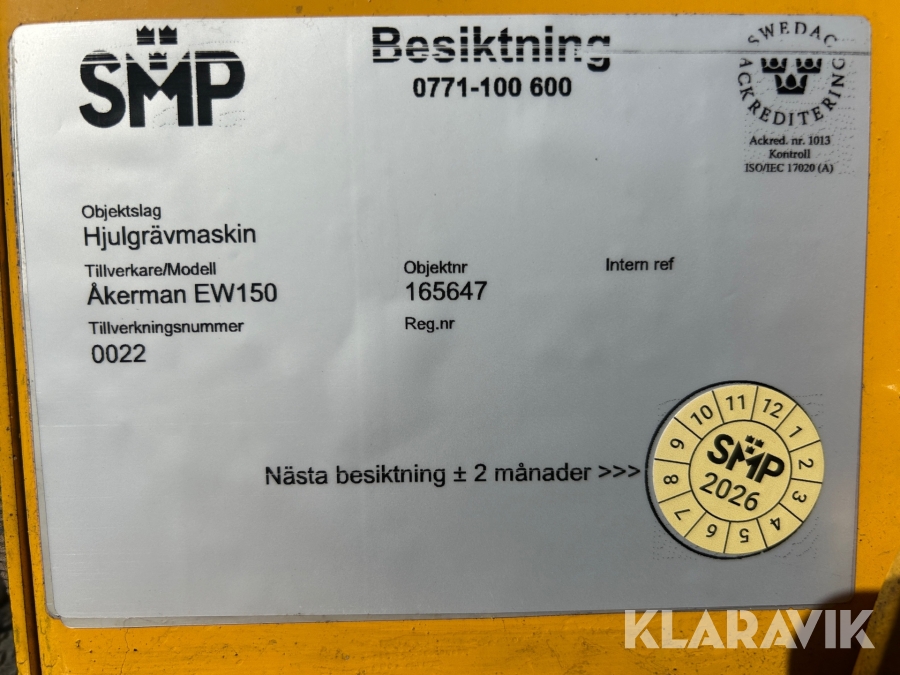 SMP
Besiktning
0771-100 600
SWEDAC
ACKREDITERING
Ackred. nr. 1013
Kontroll
ISO/IEC 17020 (A)
Objektslag
Hjulgrävmaskin
Tillverkare/Modell
Åkerman EW150
Objektnr
165647
Intern ref
Tillverkningsnummer
0022
Reg.nr
Nästa besiktning ± 2 månader >>>
1 2 3 4 5 6 7 8 9 10 11 12
SMP
2026
KLARAVIK